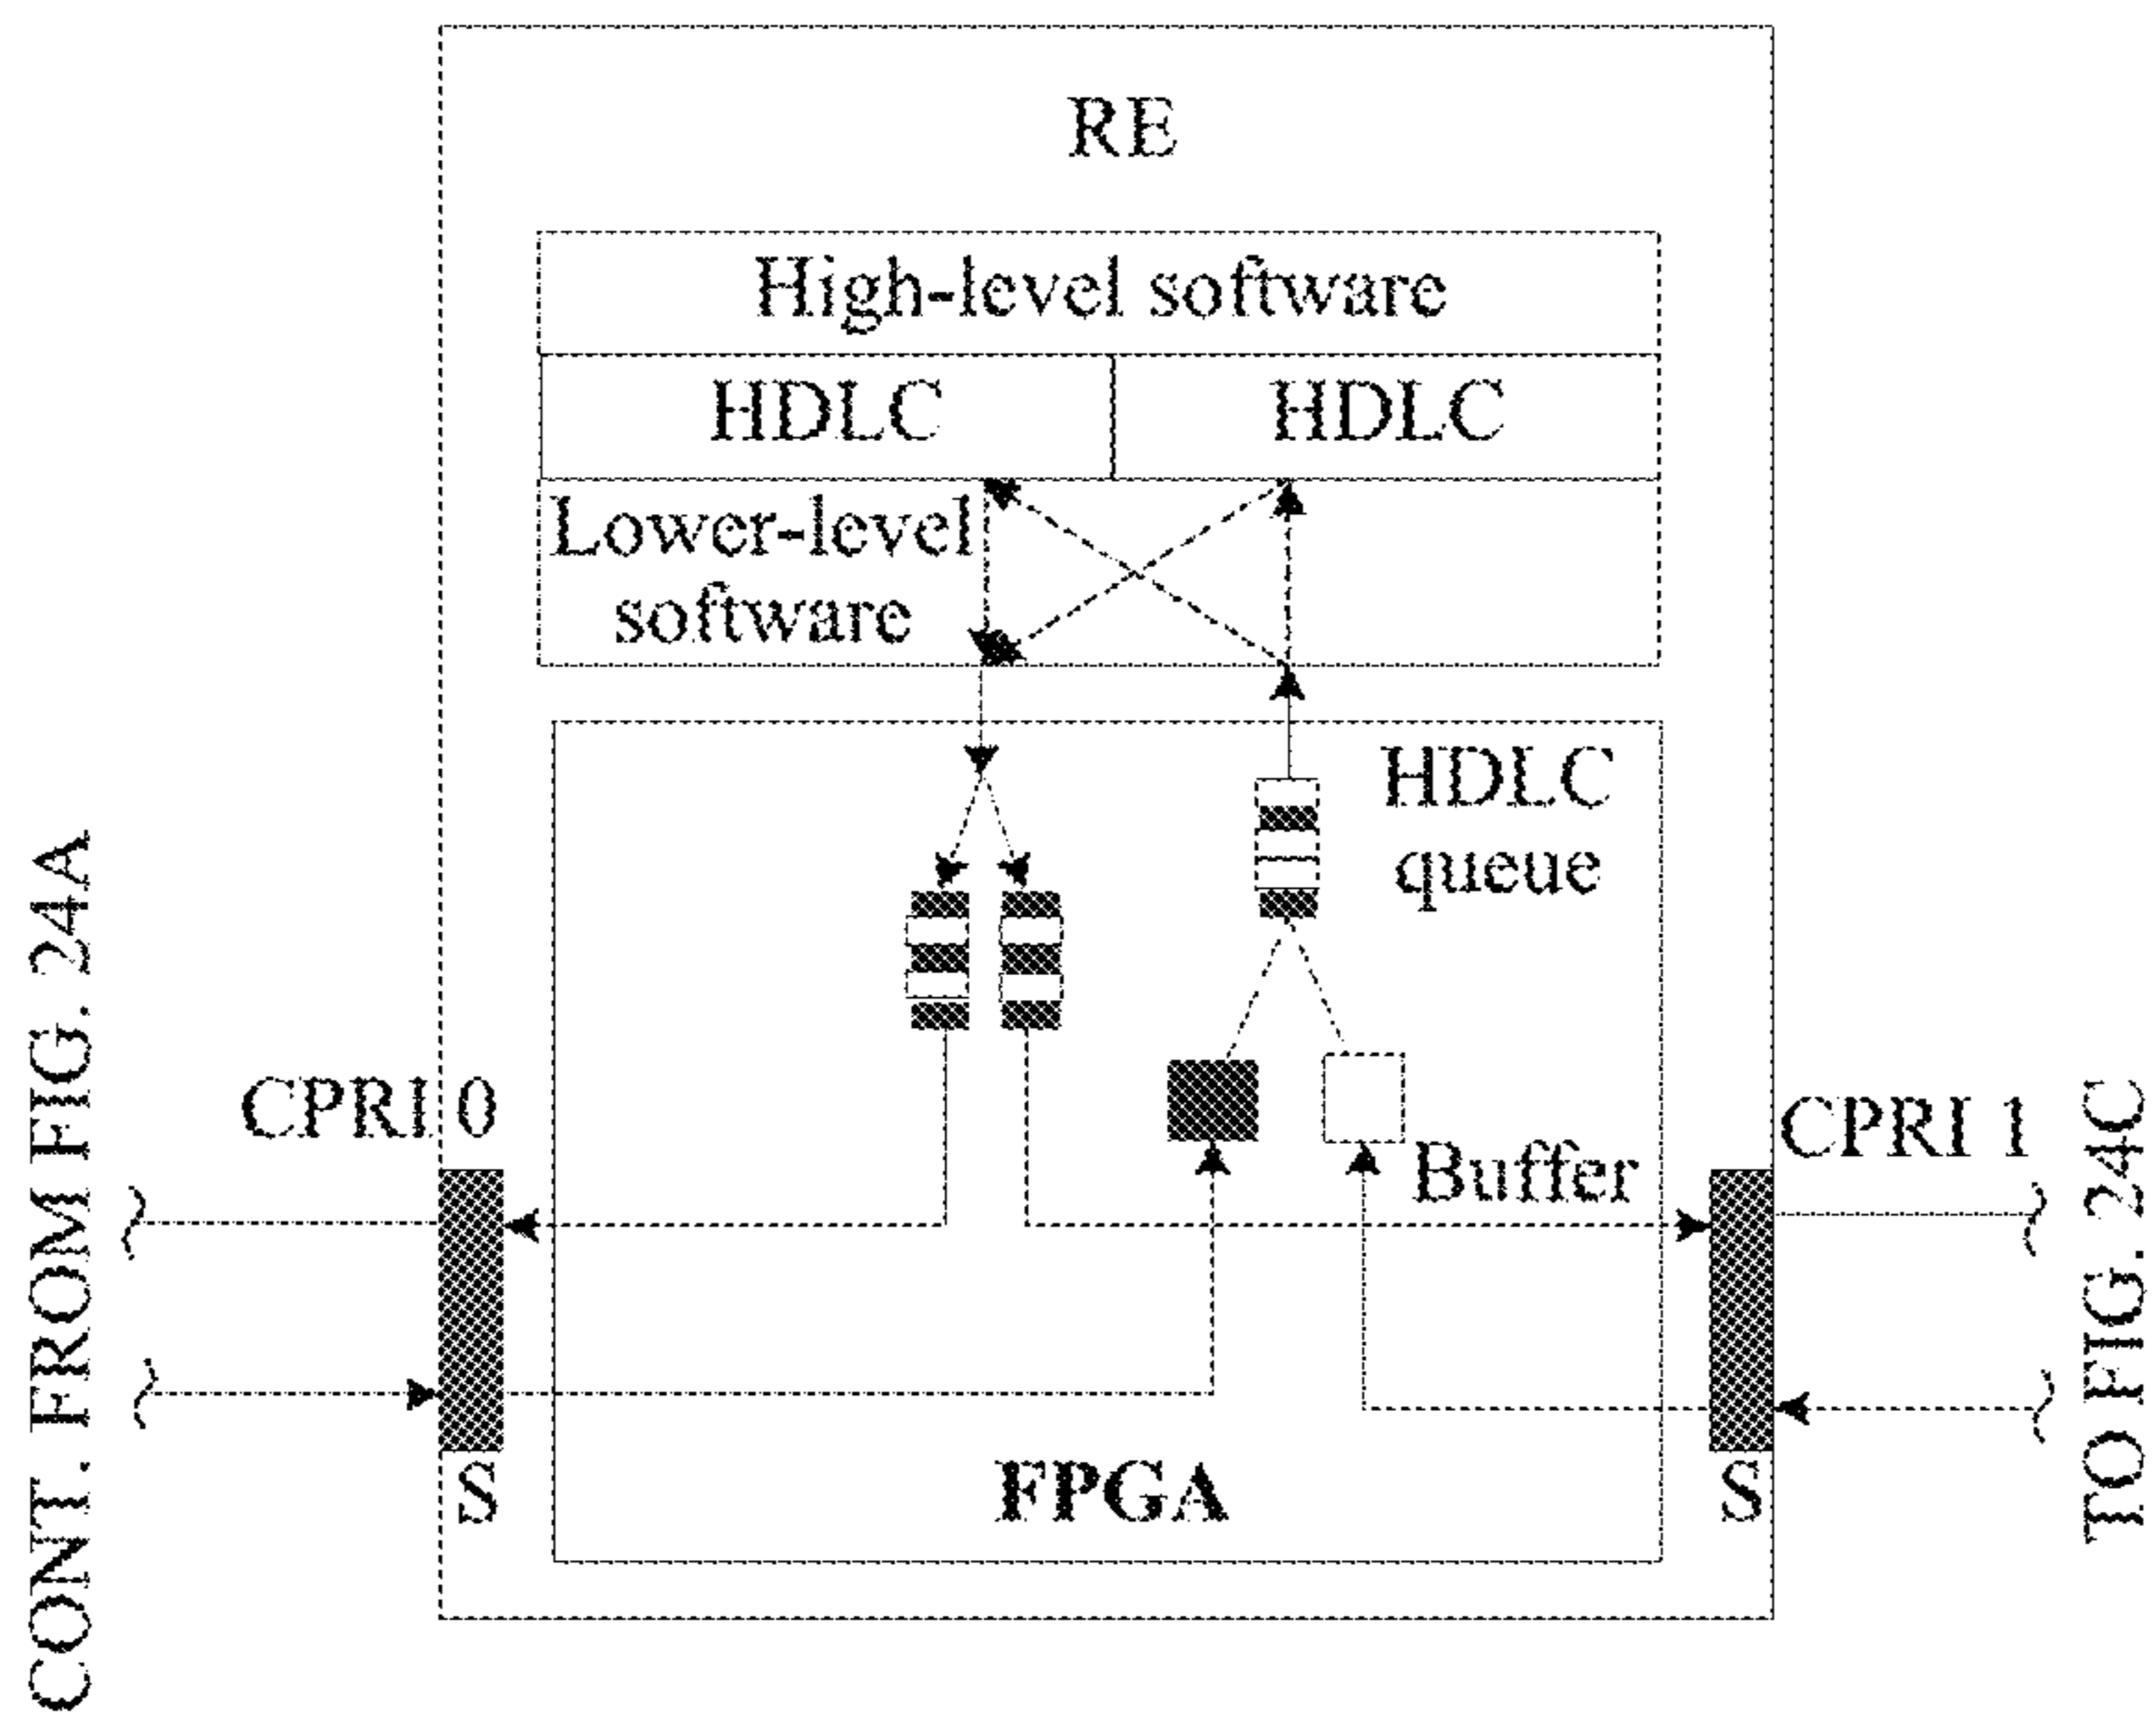 RE
High-level software
HDLC
HDLC
Lower-level
software
HDLC
queue
CONT. FROM FIG. 24A
CPRI 0
CPRI 1
Buffer
TO FIG. 24C
S
FPGA
S